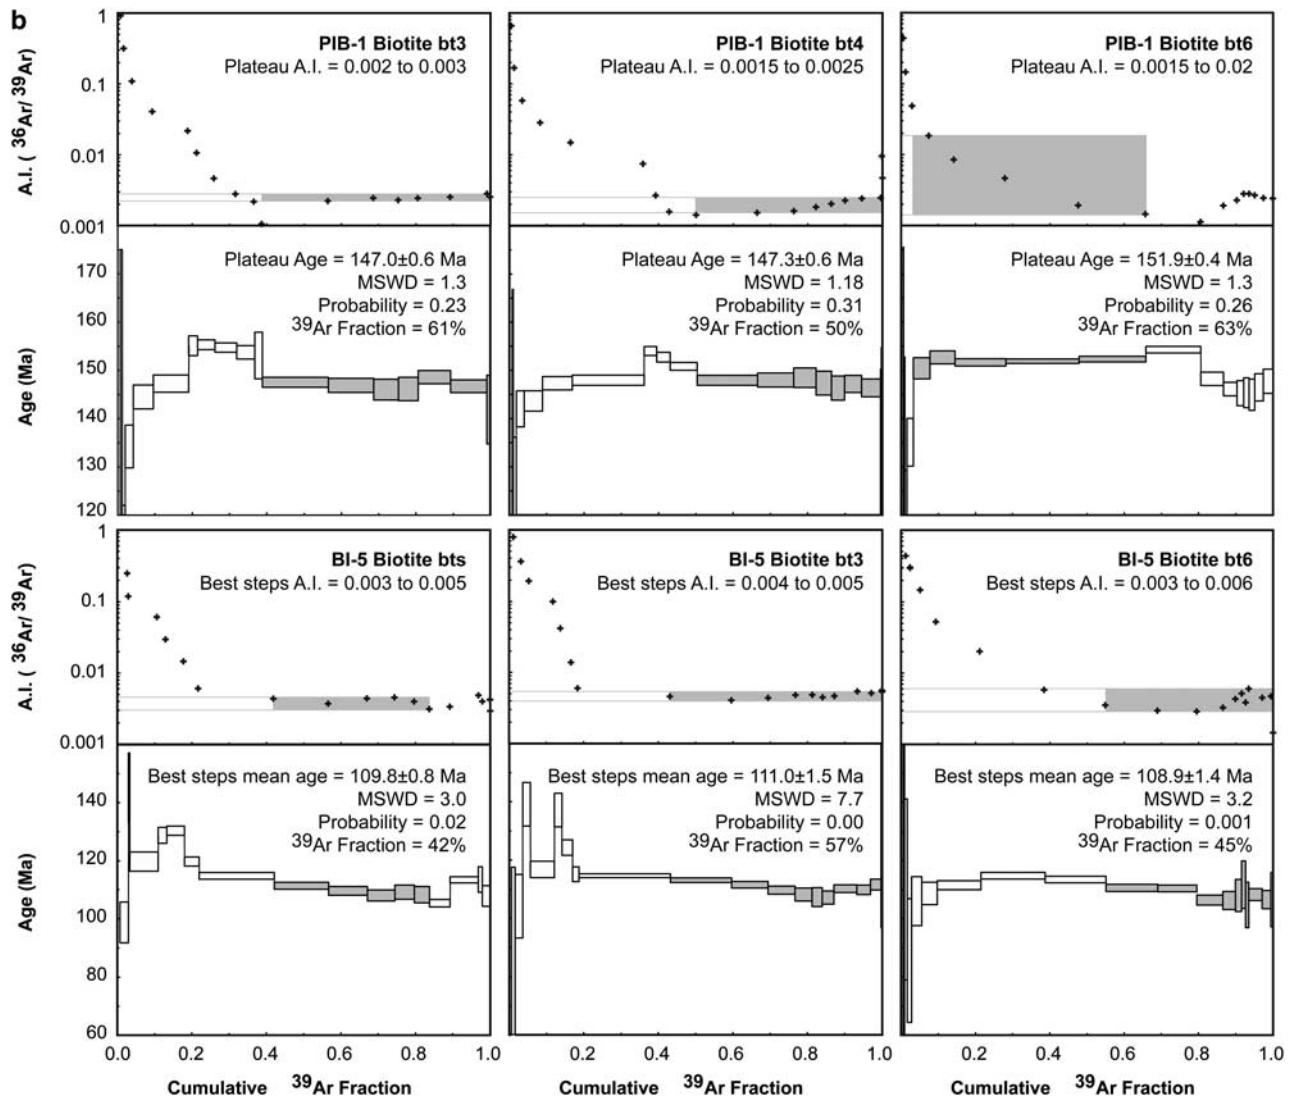 b
1
0.1
0.01
0.001
A.I. ( 36Ar/ 39Ar)
PIB-1 Biotite bt3
Plateau A.I. = 0.002 to 0.003
PIB-1 Biotite bt4
Plateau A.I. = 0.0015 to 0.0025
PIB-1 Biotite bt6
Plateau A.I. = 0.0015 to 0.02
170
160
150
140
130
120
Age (Ma)
Plateau Age = 147.0±0.6 Ma
MSWD = 1.3
Probability = 0.23
39Ar Fraction = 61%
Plateau Age = 147.3±0.6 Ma
MSWD = 1.18
Probability = 0.31
39Ar Fraction = 50%
Plateau Age = 151.9±0.4 Ma
MSWD = 1.3
Probability = 0.26
39Ar Fraction = 63%
1
0.1
0.01
0.001
A.I. ( 36Ar/ 39Ar)
BI-5 Biotite bts
Best steps A.I. = 0.003 to 0.005
BI-5 Biotite bt3
Best steps A.I. = 0.004 to 0.005
BI-5 Biotite bt6
Best steps A.I. = 0.003 to 0.006
140
120
100
80
60
Age (Ma)
Best steps mean age = 109.8±0.8 Ma
MSWD = 3.0
Probability = 0.02
39Ar Fraction = 42%
Best steps mean age = 111.0±1.5 Ma
MSWD = 7.7
Probability = 0.00
39Ar Fraction = 57%
Best steps mean age = 108.9±1.4 Ma
MSWD = 3.2
Probability = 0.001
39Ar Fraction = 45%
0.0 0.2 0.4 0.6 0.8 1.0
0.2 0.4 0.6 0.8 1.0
0.2 0.4 0.6 0.8 1.0
Cumulative 39Ar Fraction
Cumulative 39Ar Fraction
Cumulative 39Ar Fraction